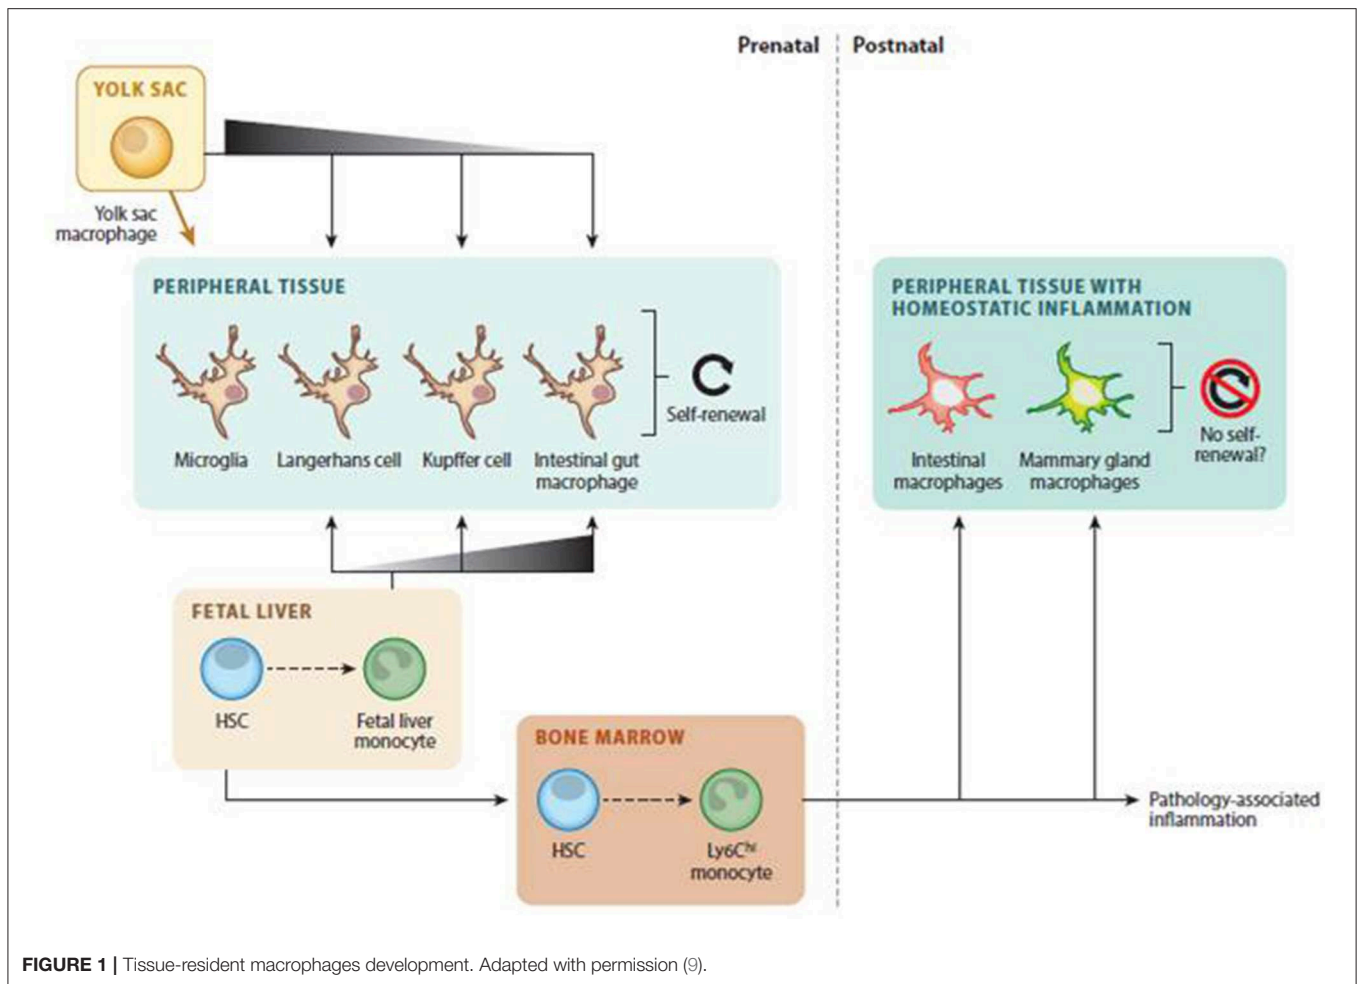 Prenatal
Postnatal
YOLK SAC
Yolk sac
macrophage
PERIPHERAL TISSUE
Microglia
Langerhans cell
Kupffer cell
Intestinal gut
macrophage
Self-renewal
PERIPHERAL TISSUE WITH
HOMEOSTATIC INFLAMMATION
Intestinal
macrophages
Mammary gland
macrophages
No self-
renewal?
FETAL LIVER
HSC
Fetal liver
monocyte
BONE MARROW
HSC
Ly6Chi
monocyte
Pathology-associated
inflammation
FIGURE 1 | Tissue-resident macrophages development. Adapted with permission (9).